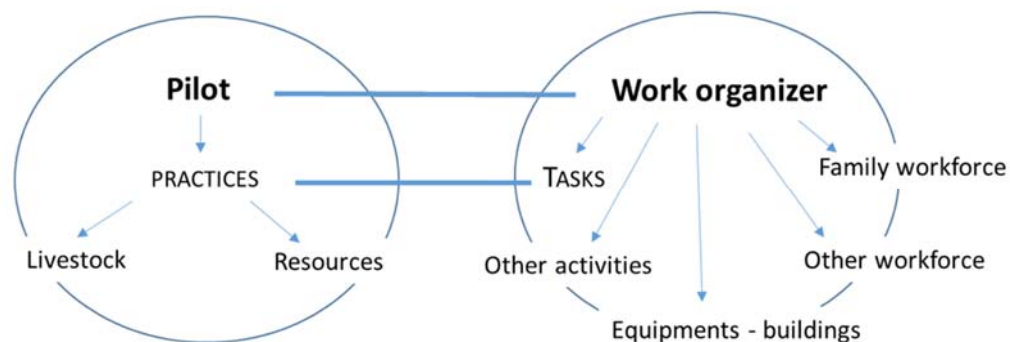 Pilot
Work organizer
PRACTICES
TASKS
Family workforce
Livestock
Resources
Other activities
Other workforce
Equipments - buildings